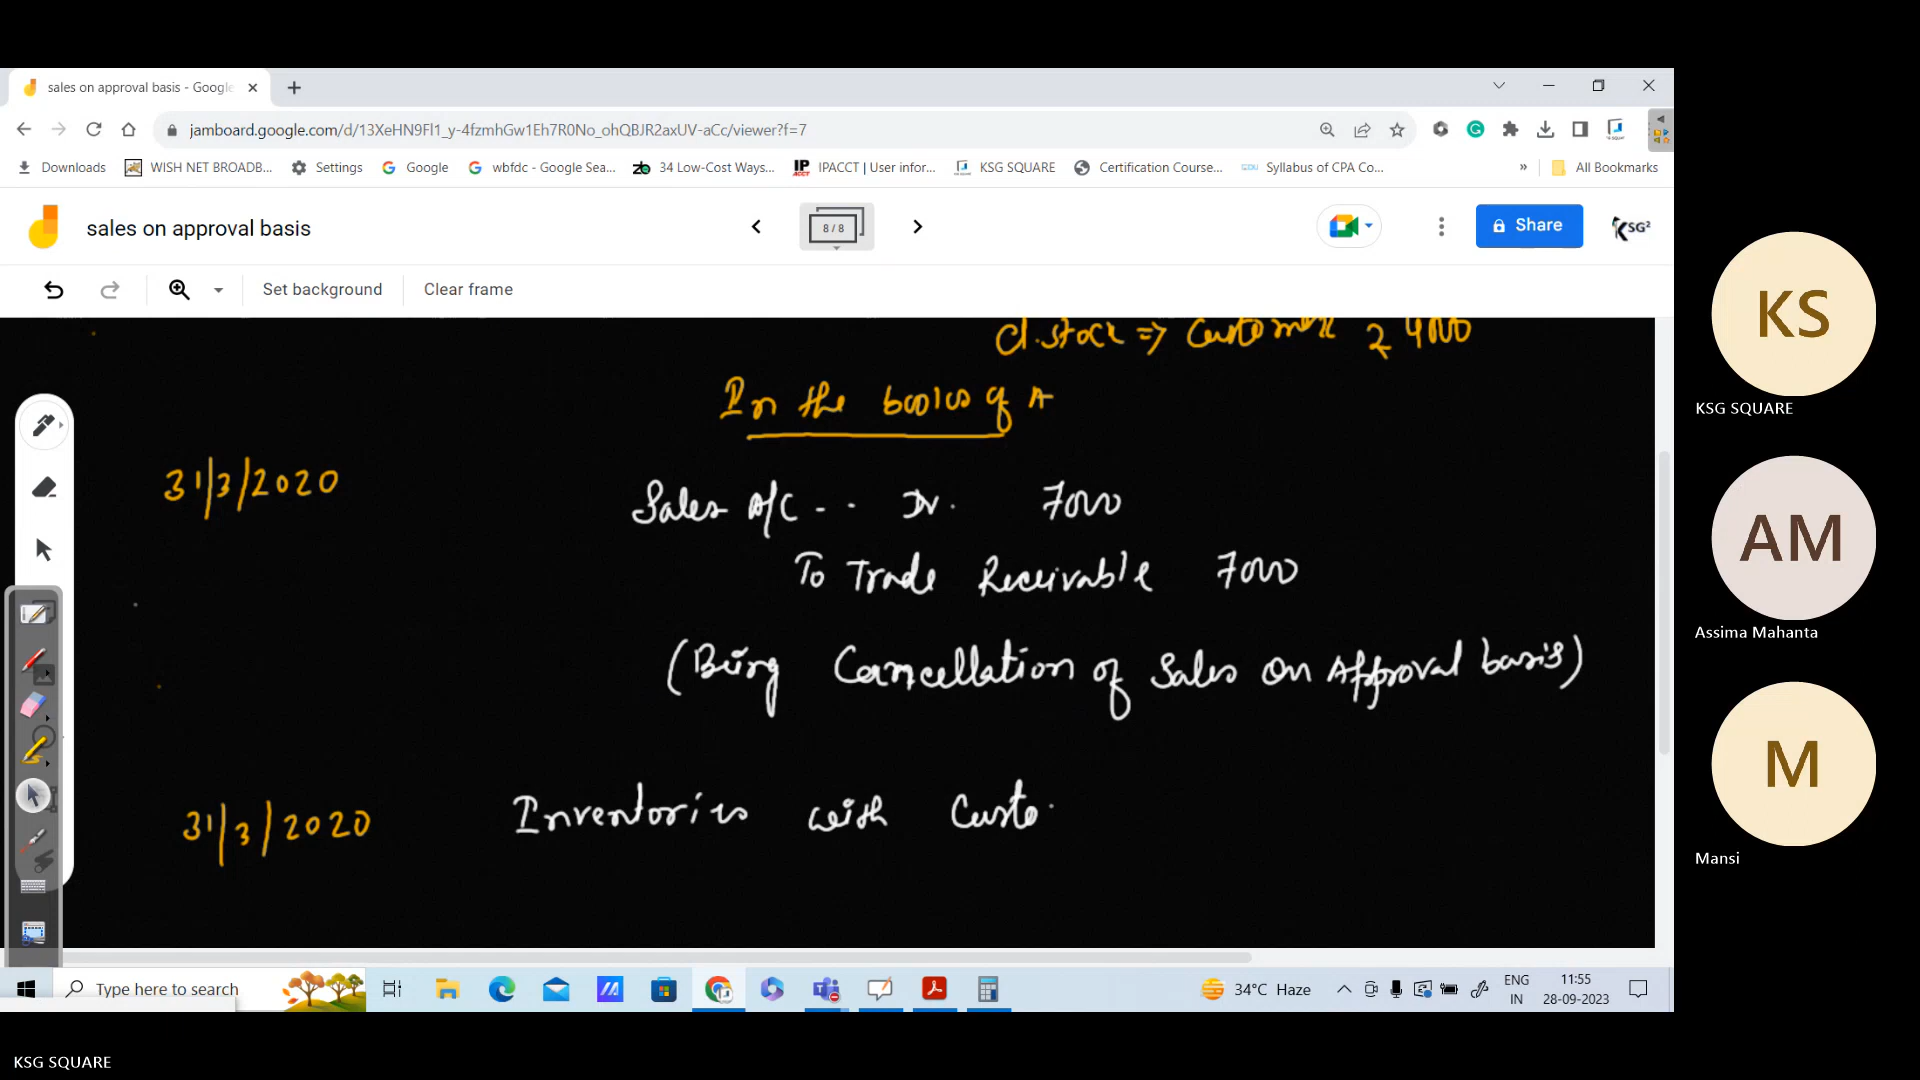 sales on approval basis - Google
jamboard.google.com/d/13XeHN9Fl1_y-4fzmhGw1Eh7R0No_ohQBJR2axUV-aCc/viewer?f=7
Downloads WISH NET BROADB... Settings Google wbfdc - Google Sea... 34 Low-Cost Ways... IPACCT | User infor... KSG SQUARE Certification Course... Syllabus of CPA Co... » All Bookmarks
sales on approval basis 8 / 8 Share KSG²
Set background Clear frame
Cl. stock => Customer 4000
In the books of A
31/3/2020 Sales A/C - - Dr. 7000
To Trade Receivable 7000
(Being Cancellation of Sales on Approval basis)
31/3/2020 Inventories with Custo
KS
KSG SQUARE
AM
Assima Mahanta
M
Mansi
Type here to search 34°C Haze ENG IN 11:55 28-09-2023
KSG SQUARE